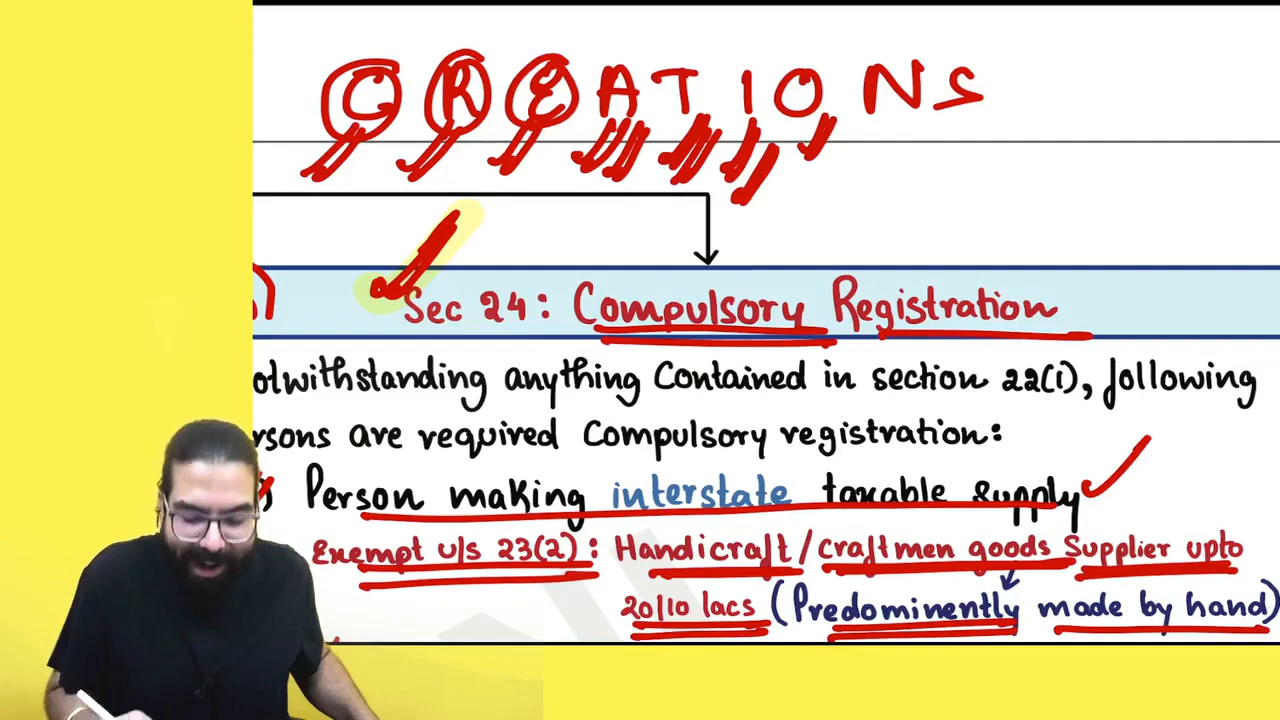 CREATIONS
Sec 24: Compulsory Registration
otwithstanding anything Contained in section 22(1), following
rsons are required Compulsory registration:
Person making interstate taxable supply
Exempt u/s 23(2): Handicraft/craftmen goods Supplier upto
20/10 lacs (Predominently made by hand)